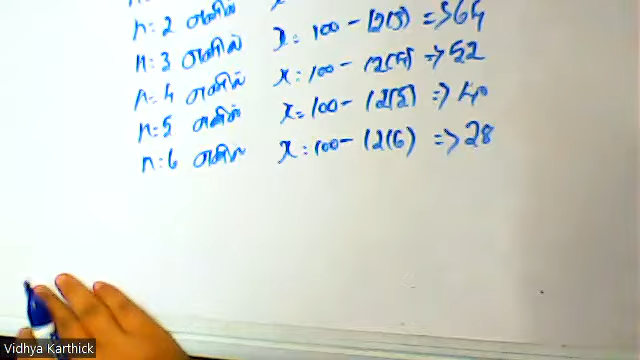 n = 2 எனில் x
n = 3 எனில் x = 100 - 12(3) => 64
n = 4 எனில் x = 100 - 12(4) => 52
n = 5 எனில் x = 100 - 12(5) => 40
n = 6 எனில் x = 100 - 12(6) => 28
Vidhya Karthick